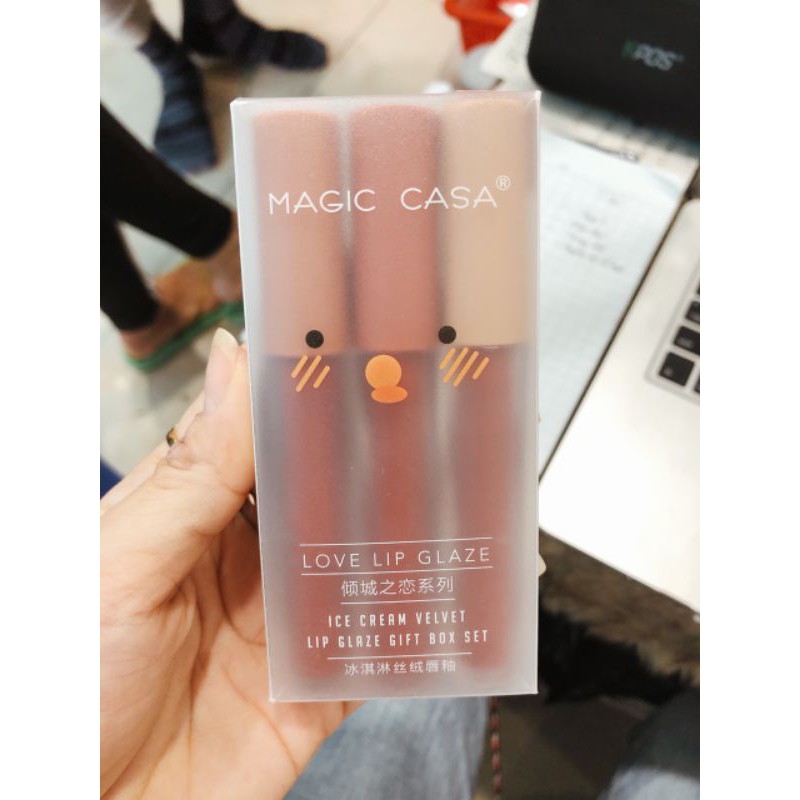 MAGIC CASA®
LOVE LIP GLAZE
倾城之恋系列
ICE CREAM VELVET
LIP GLAZE GIFT BOX SET
冰淇淋丝绒唇釉